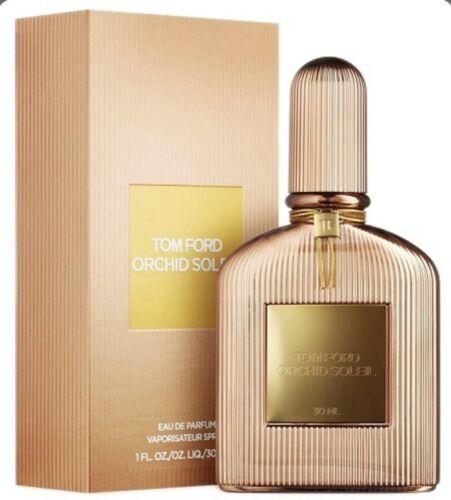 TOM FORD
ORCHID SOLEI
EAU DE PARFUM
VAPORISATEUR SPR
1 FL. OZ./OZ. LIQ./30
TOM FORD
ORCHID SOLEIL
30 ML